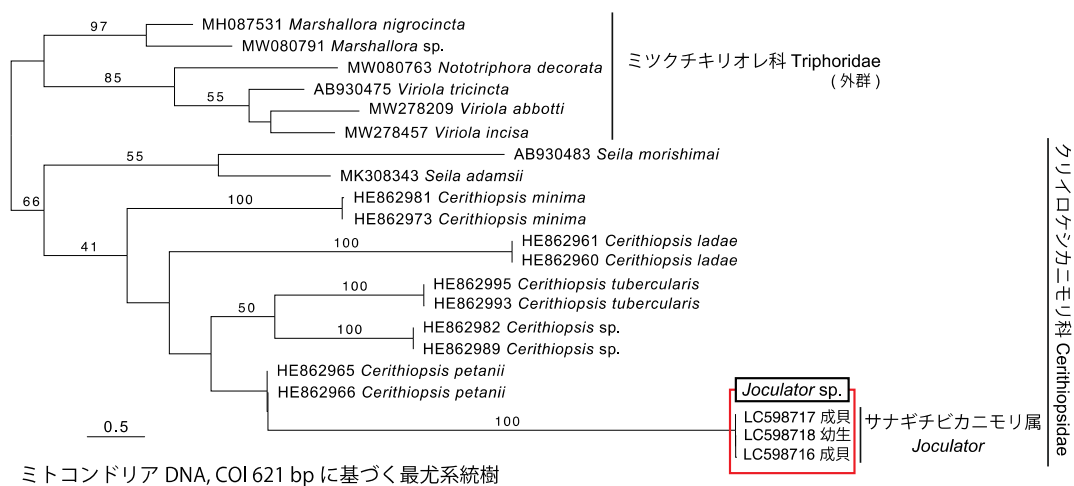 97
MH087531 Marshallora nigrocincta
MW080791 Marshallora sp.
85
MW080763 Nototriphora decorata
55
AB930475 Viriola tricincta
MW278209 Viriola abbotti
MW278457 Viriola incisa
ミツクチキリオレ科 Triphoridae
( 外群 )
66
55
AB930483 Seila morishimai
MK308343 Seila adamsii
41
100
HE862981 Cerithiopsis minima
HE862973 Cerithiopsis minima
100
HE862961 Cerithiopsis ladae
HE862960 Cerithiopsis ladae
50
100
HE862995 Cerithiopsis tubercularis
HE862993 Cerithiopsis tubercularis
100
HE862982 Cerithiopsis sp.
HE862989 Cerithiopsis sp.
HE862965 Cerithiopsis petanii
HE862966 Cerithiopsis petanii
100
Joculator sp.
LC598717 成貝
LC598718 幼生
LC598716 成貝
サナギチビカニモリ属
Joculator
クリイロケシカニモリ科 Cerithiopsidae
0.5
ミトコンドリア DNA, COI 621 bp に基づく最尤系統樹